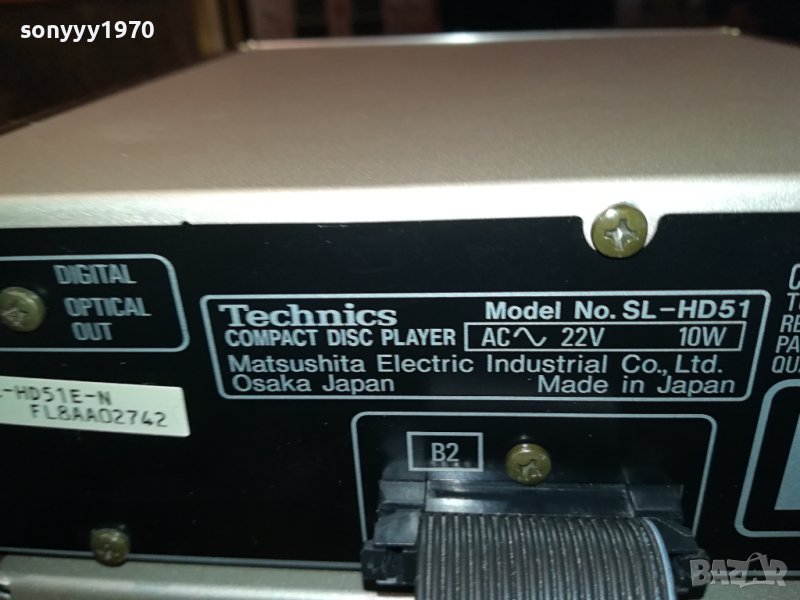 sonyyy1970
DIGITAL
OPTICAL
OUT
Technics
Model No. SL-HD51
COMPACT DISC PLAYER
AC 22V 10W
Matsushita Electric Industrial Co., Ltd.
Osaka Japan Made in Japan
-HD51E-N
FL8AA02742
B2
BAZAR